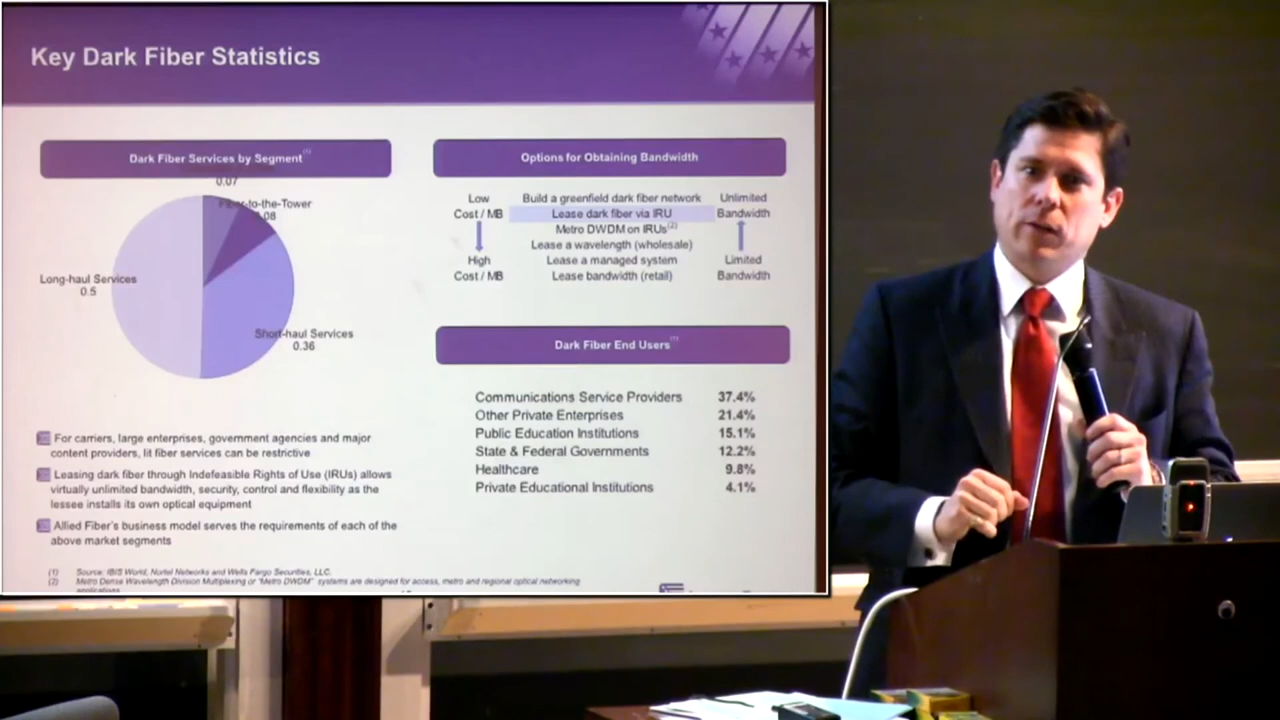 Key Dark Fiber Statistics
Dark Fiber Services by Segment(1)
0.07
Fiber-to-the-Tower
0.08
Long-haul Services
0.5
Short-haul Services
0.36
For carriers, large enterprises, government agencies and major
content providers, lit fiber services can be restrictive
Leasing dark fiber through Indefeasible Rights of Use (IRUs) allows
virtually unlimited bandwidth, security, control and flexibility as the
lessee installs its own optical equipment
Allied Fiber's business model serves the requirements of each of the
above market segments
Options for Obtaining Bandwidth
Low Build a greenfield dark fiber network Unlimited
Cost / MB Lease dark fiber via IRU Bandwidth
Metro DWDM on IRUs(2)
Lease a wavelength (wholesale)
High Lease a managed system Limited
Cost / MB Lease bandwidth (retail) Bandwidth
Dark Fiber End Users(1)
Communications Service Providers 37.4%
Other Private Enterprises 21.4%
Public Education Institutions 15.1%
State & Federal Governments 12.2%
Healthcare 9.8%
Private Educational Institutions 4.1%
(1) Source: IBIS World, Nortel Networks and Wells Fargo Securities, LLC.
(2) Metro Dense Wavelength Division Multiplexing or "Metro DWDM" systems are designed for access, metro and regional optical networking
applications